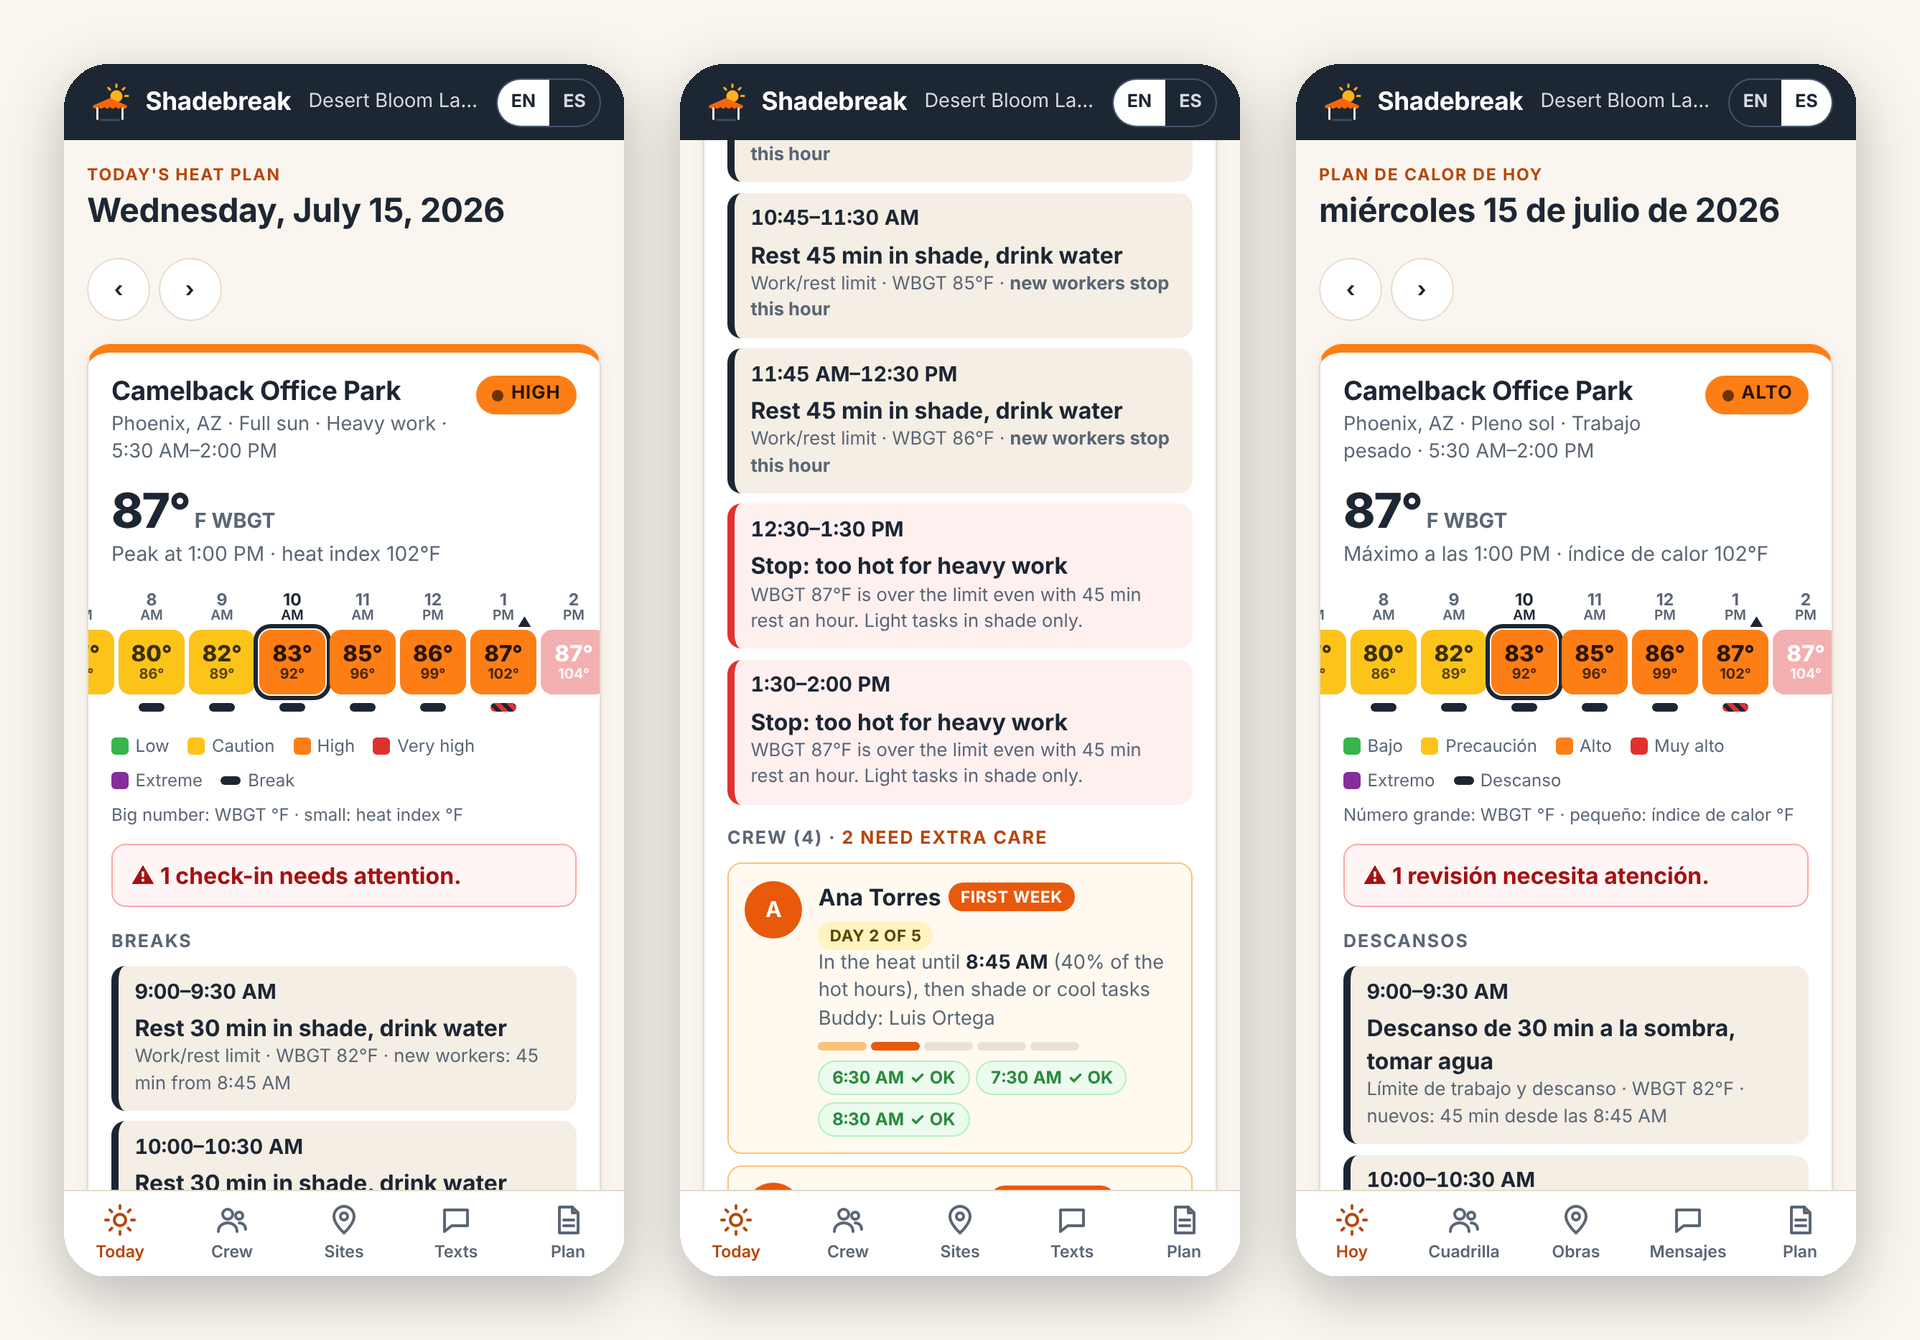 Shadebreak Desert Bloom La... EN ES
TODAY'S HEAT PLAN
Wednesday, July 15, 2026
‹ ›
Camelback Office Park HIGH
Phoenix, AZ · Full sun · Heavy work ·
5:30 AM–2:00 PM
87° F WBGT
Peak at 1:00 PM · heat index 102°F
8 9 10 11 12 1 2
AM AM AM AM PM PM PM
80° 82° 83° 85° 86° 87° 87°
86° 89° 92° 96° 99° 102° 104°
Low Caution High Very high
Extreme Break
Big number: WBGT °F · small: heat index °F
⚠ 1 check-in needs attention.
BREAKS
9:00–9:30 AM
Rest 30 min in shade, drink water
Work/rest limit · WBGT 82°F · new workers: 45
min from 8:45 AM
10:00–10:30 AM
Rest 30 min in shade, drink water
Today Crew Sites Texts Plan
Shadebreak Desert Bloom La... EN ES
this hour
10:45–11:30 AM
Rest 45 min in shade, drink water
Work/rest limit · WBGT 85°F · new workers stop
this hour
11:45 AM–12:30 PM
Rest 45 min in shade, drink water
Work/rest limit · WBGT 86°F · new workers stop
this hour
12:30–1:30 PM
Stop: too hot for heavy work
WBGT 87°F is over the limit even with 45 min
rest an hour. Light tasks in shade only.
1:30–2:00 PM
Stop: too hot for heavy work
WBGT 87°F is over the limit even with 45 min
rest an hour. Light tasks in shade only.
CREW (4) · 2 NEED EXTRA CARE
A Ana Torres FIRST WEEK
DAY 2 OF 5
In the heat until 8:45 AM (40% of the
hot hours), then shade or cool tasks
Buddy: Luis Ortega
6:30 AM ✓ OK 7:30 AM ✓ OK
8:30 AM ✓ OK
Today Crew Sites Texts Plan
Shadebreak Desert Bloom La... EN ES
PLAN DE CALOR DE HOY
miércoles 15 de julio de 2026
‹ ›
Camelback Office Park ALTO
Phoenix, AZ · Pleno sol · Trabajo
pesado · 5:30 AM–2:00 PM
87° F WBGT
Máximo a las 1:00 PM · índice de calor 102°F
8 9 10 11 12 1 2
AM AM AM AM PM PM PM
80° 82° 83° 85° 86° 87° 87°
86° 89° 92° 96° 99° 102° 104°
Bajo Precaución Alto Muy alto
Extremo Descanso
Número grande: WBGT °F · pequeño: índice de calor °F
⚠ 1 revisión necesita atención.
DESCANSOS
9:00–9:30 AM
Descanso de 30 min a la sombra,
tomar agua
Límite de trabajo y descanso · WBGT 82°F ·
nuevos: 45 min desde las 8:45 AM
10:00–10:30 AM
Hoy Cuadrilla Obras Mensajes Plan